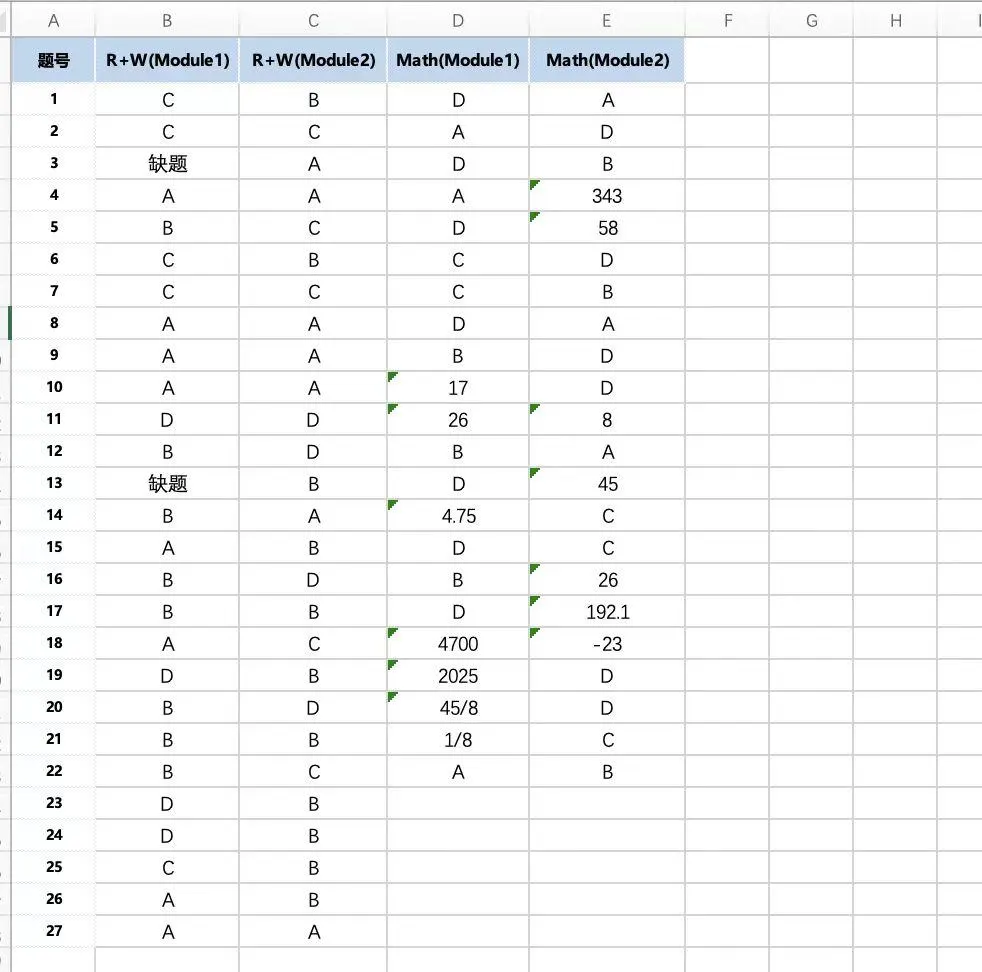 A B C D E F G H I
题号 R+W(Module1) R+W(Module2) Math(Module1) Math(Module2)
1 C B D A
2 C C A D
3 缺题 A D B
4 A A A 343
5 B C D 58
6 C B C D
7 C C C B
8 A A D A
9 A A B D
10 A A 17 D
11 D D 26 8
12 B D B A
13 缺题 B D 45
14 B A 4.75 C
15 A B D C
16 B D B 26
17 B B D 192.1
18 A C 4700 -23
19 D B 2025 D
20 B D 45/8 D
21 B B 1/8 C
22 B C A B
23 D B
24 D B
25 C B
26 A B
27 A A